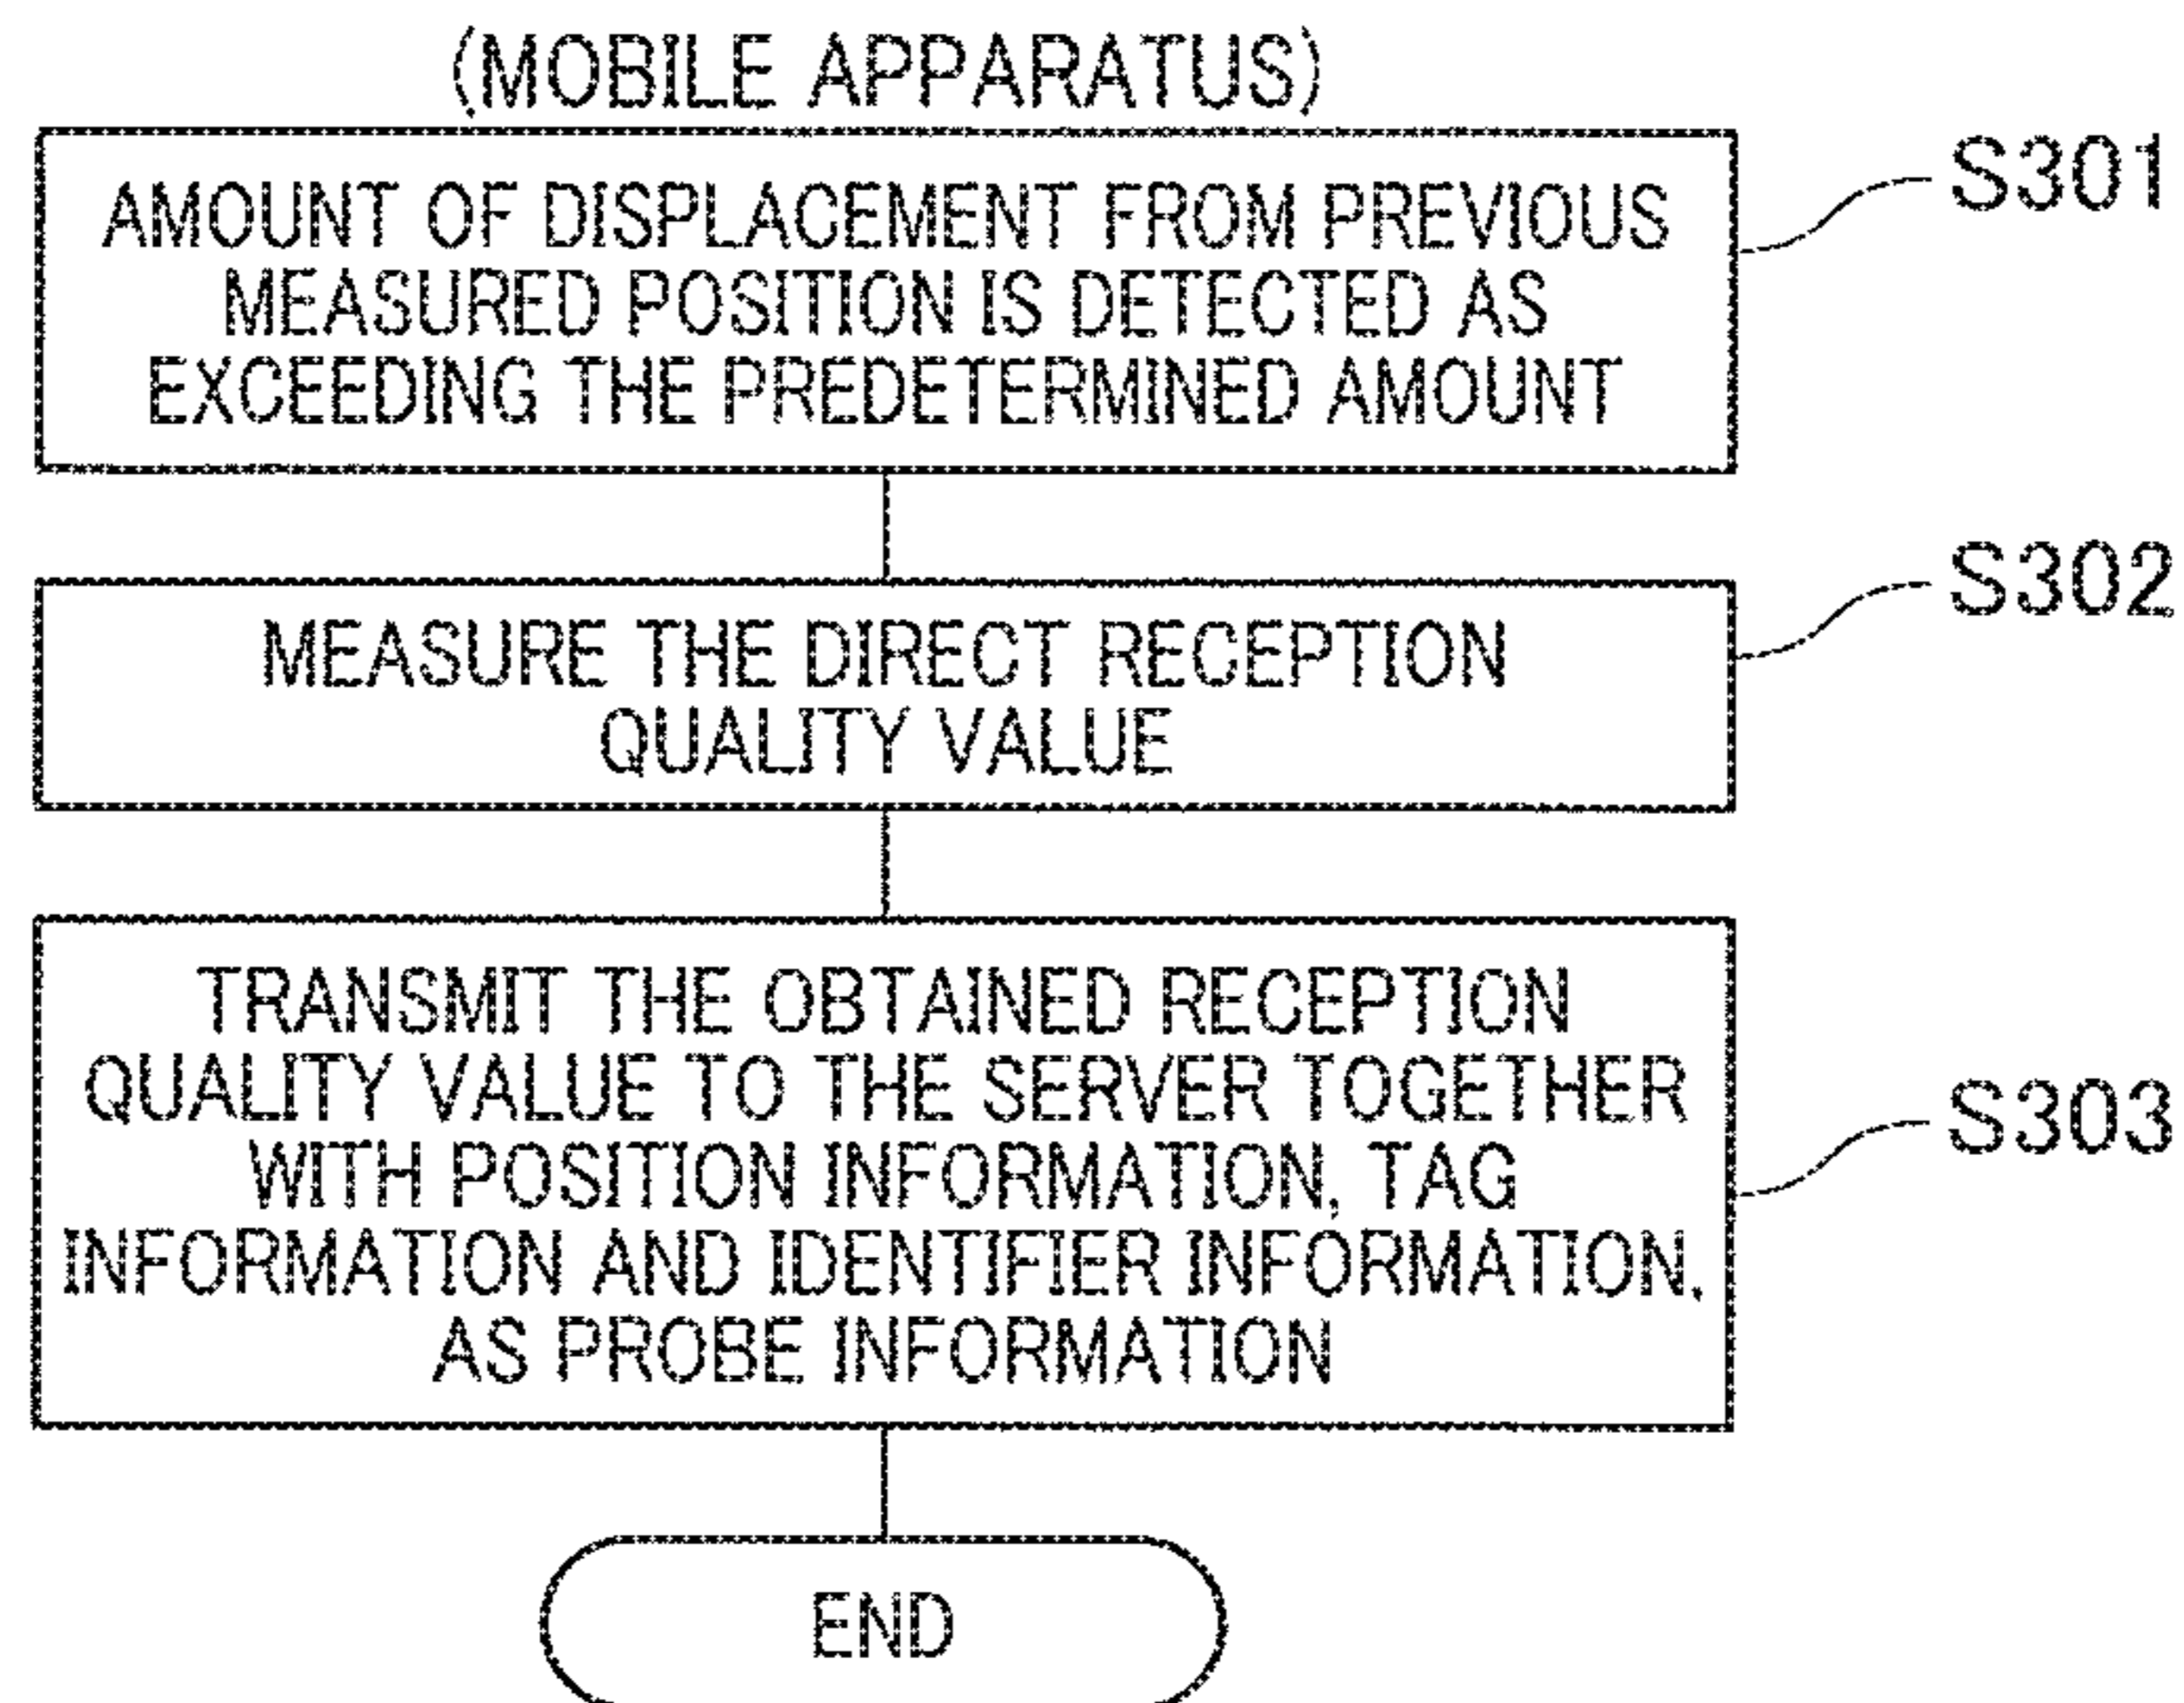 (MOBILE APPARATUS)
AMOUNT OF DISPLACEMENT FROM PREVIOUS
MEASURED POSITION IS DETECTED AS
EXCEEDING THE PREDETERMINED AMOUNT
S301
MEASURE THE DIRECT RECEPTION
QUALITY VALUE
S302
TRANSMIT THE OBTAINED RECEPTION
QUALITY VALUE TO THE SERVER TOGETHER
WITH POSITION INFORMATION, TAG
INFORMATION AND IDENTIFIER INFORMATION,
AS PROBE INFORMATION
S303
END